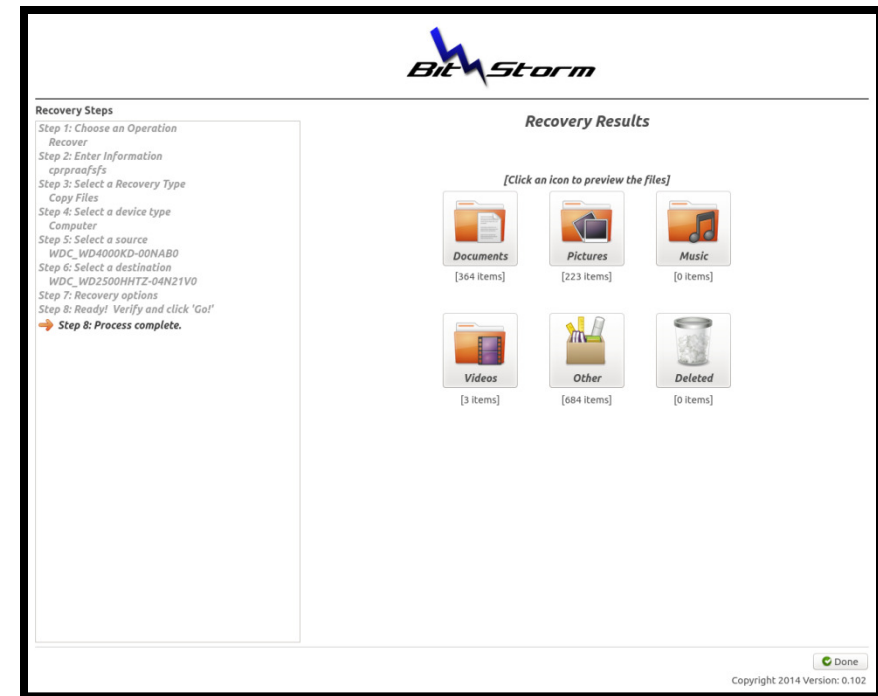 Bit Storm
Recovery Steps
Step 1: Choose an Operation
Recover
Step 2: Enter Information
cprpraafsfs
Step 3: Select a Recovery Type
Copy Files
Step 4: Select a device type
Computer
Step 5: Select a source
WDC_WD4000KD-00NAB0
Step 6: Select a destination
WDC_WD2500HHTZ-04N21V0
Step 7: Recovery options
Step 8: Ready! Verify and click 'Go!'
Step 8: Process complete.
Recovery Results
[Click an icon to preview the files]
Documents Pictures Music
[364 items] [223 items] [0 items]
Videos Other Deleted
[3 items] [684 items] [0 items]
Done
Copyright 2014 Version: 0.102